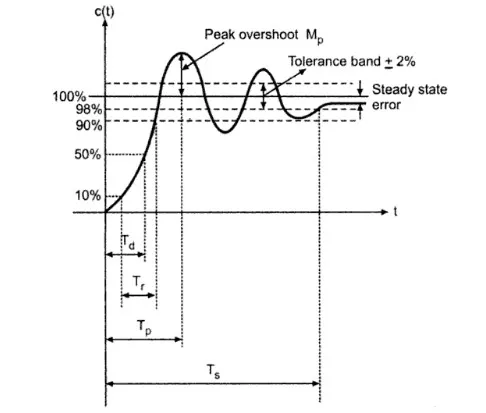 c(t)
Peak overshoot Mp
Tolerance band ± 2%
Steady state
error
100%
98%
90%
50%
10%
t
Td
Tr
Tp
Ts